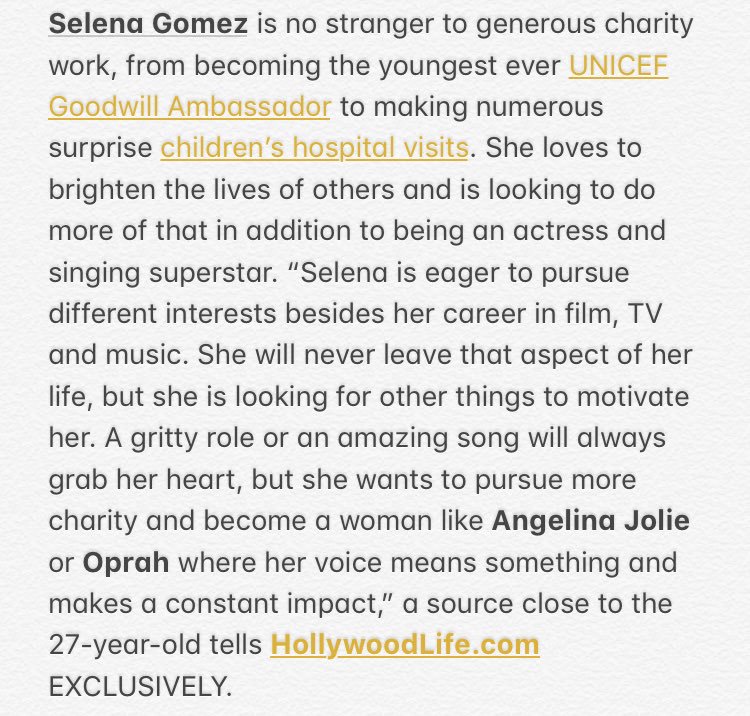 Selena Gomez is no stranger to generous charity
work, from becoming the youngest ever UNICEF
Goodwill Ambassador to making numerous
surprise children’s hospital visits. She loves to
brighten the lives of others and is looking to do
more of that in addition to being an actress and
singing superstar. “Selena is eager to pursue
different interests besides her career in film, TV
and music. She will never leave that aspect of her
life, but she is looking for other things to motivate
her. A gritty role or an amazing song will always
grab her heart, but she wants to pursue more
charity and become a woman like Angelina Jolie
or Oprah where her voice means something and
makes a constant impact,” a source close to the
27-year-old tells HollywoodLife.com
EXCLUSIVELY.